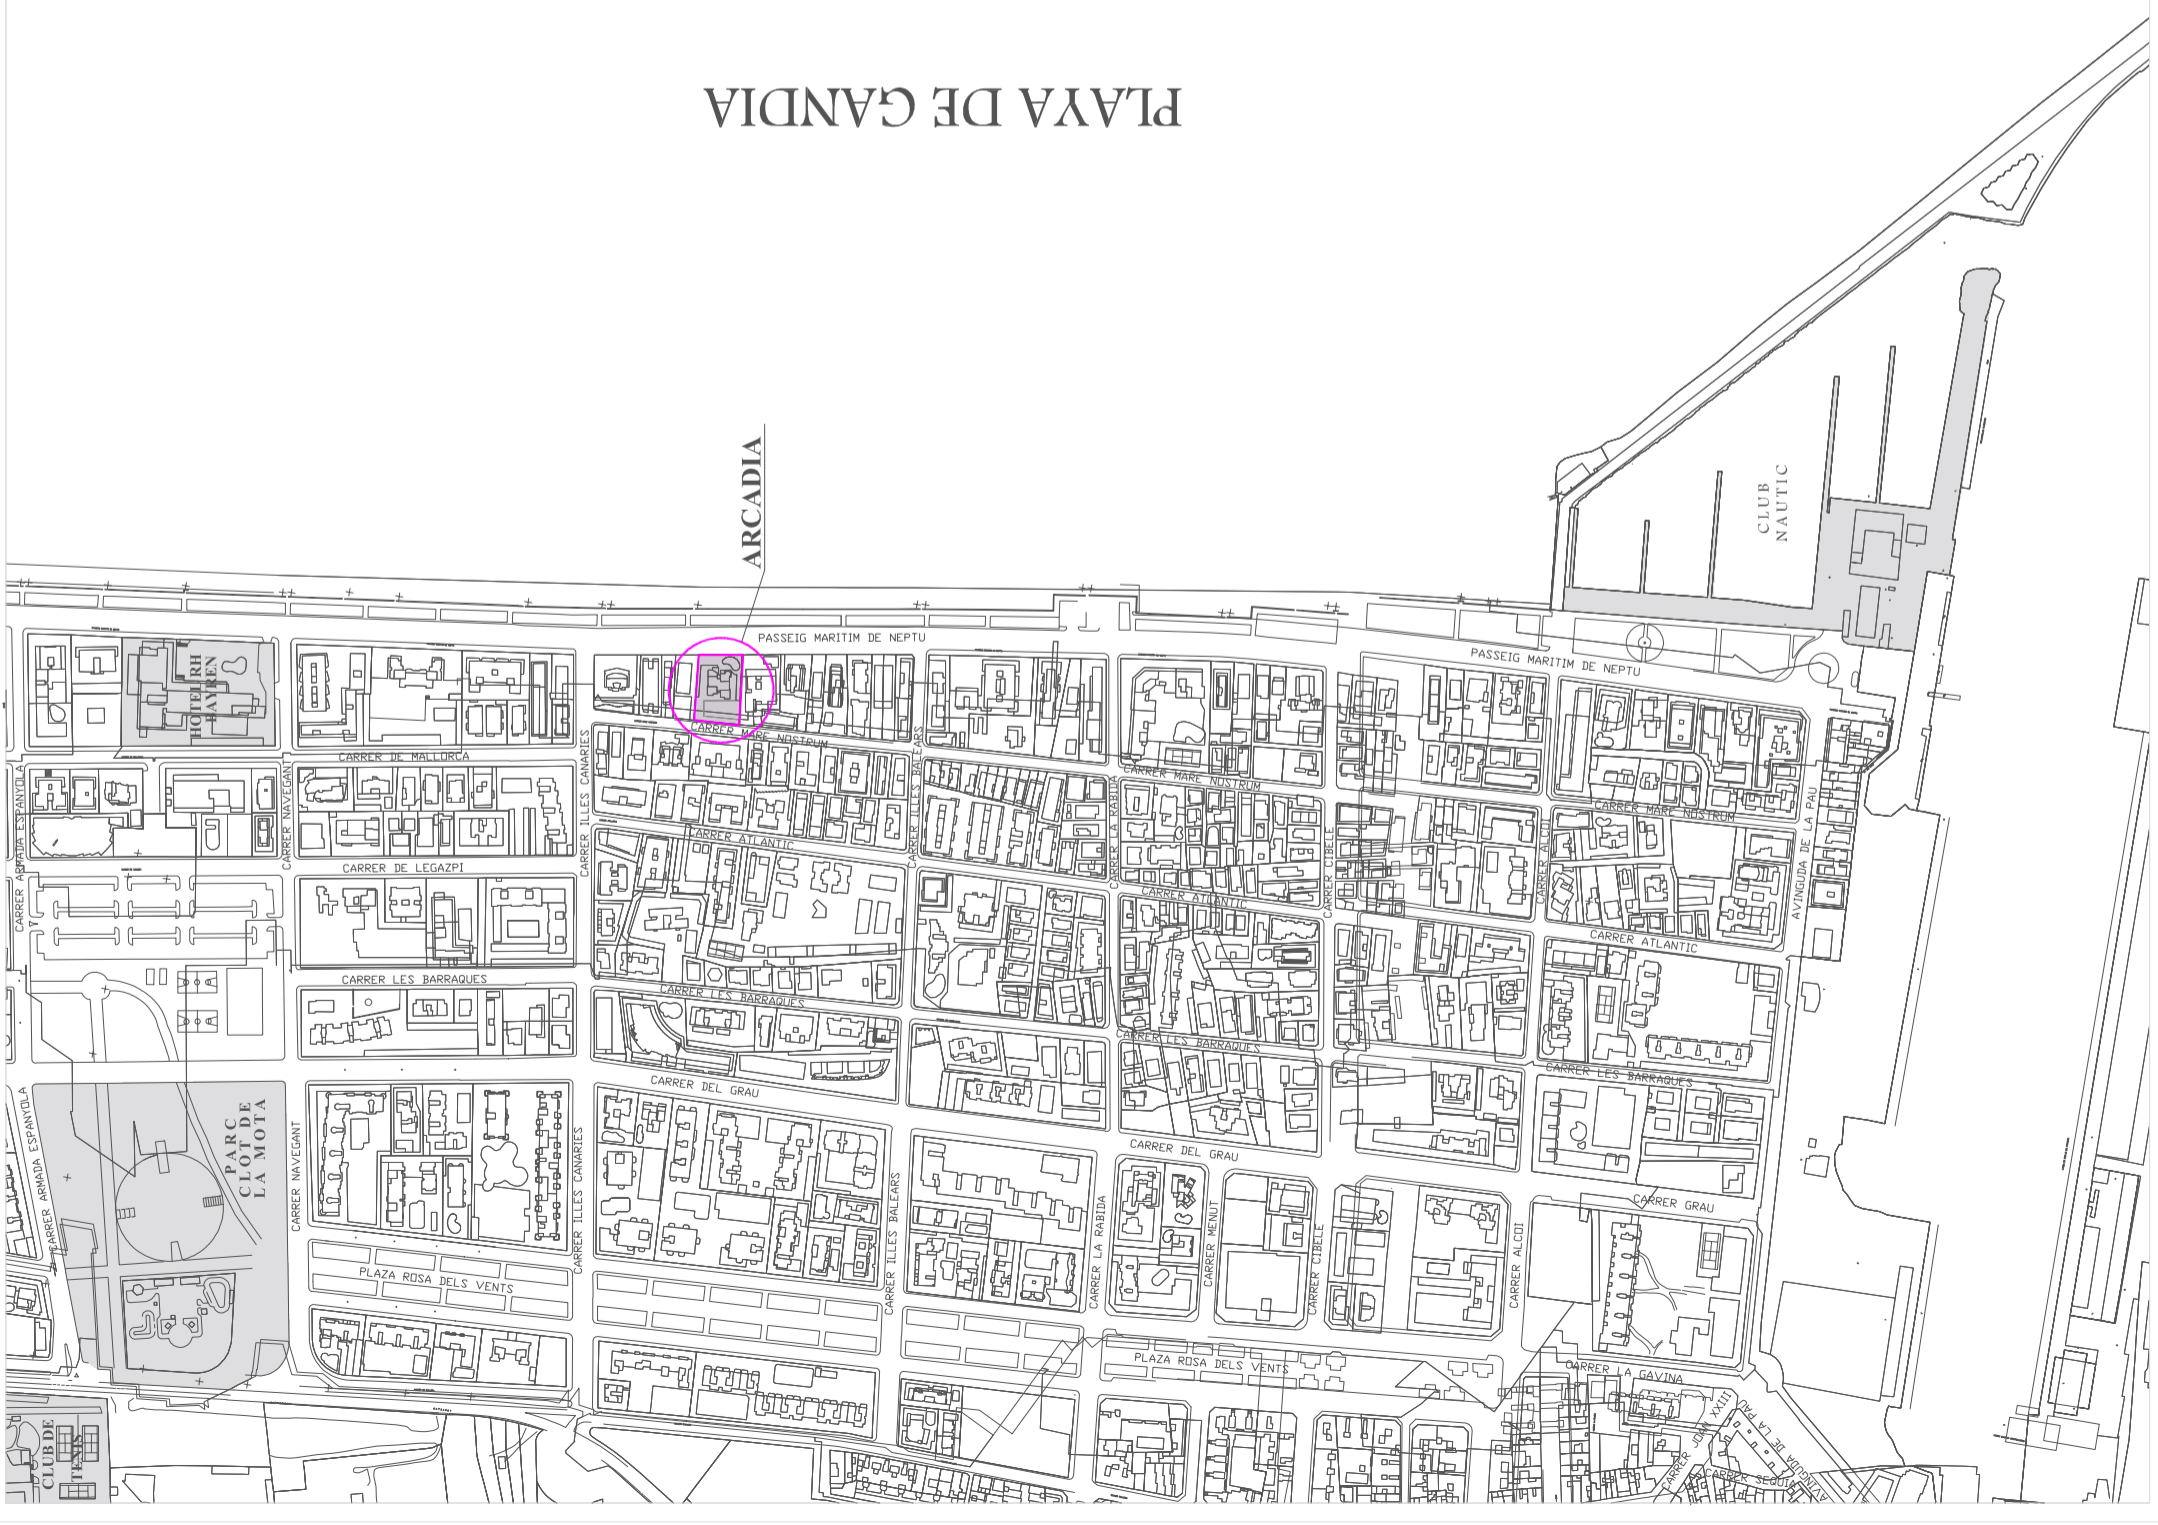 PLAYA DE GANDIA
ARCADIA
CLUB
NAUTIC
PASSEIG MARITIM DE NEPTU
PASSEIG MARITIM DE NEPTU
HOTEL RH
BAYREN
CARRER MARE NOSTRUM
CARRER DE MALLORCA
CARRER MARE NOSTRUM
CARRER MARE NOSTRUM
CARRER ARMADA ESPANYOLA
CARRER NAVEGANT
CARRER ILLES CANARIES
CARRER ILLES BALEARS
CARRER LA RABIDA
CARRER CIBELE
CARRER ALCOI
AVINGUDA DE LA PAU
CARRER ATLANTIC
CARRER DE LEGAZPI
CARRER ATLANTIC
CARRER ATLANTIC
CARRER LES BARRAQUES
CARRER LES BARRAQUES
CARRER LES BARRAQUES
CARRER LES BARRAQUES
CARRER DEL GRAU
CARRER DEL GRAU
CARRER GRAU
PARC
CLOT DE
LA MOTA
CARRER ARMADA ESPANYOLA
CARRER NAVEGANT
CARRER ILLES CANARIES
CARRER ILLES BALEARS
CARRER LA RABIDA
CARRER MENUT
CARRER CIBELE
CARRER ALCOI
PLAZA ROSA DELS VENTS
PLAZA ROSA DELS VENTS
CARRER LA GAVINA
CARRER JOAN XXIII
AVINGUDA DE LA PAU
CLUB DE
TENIS